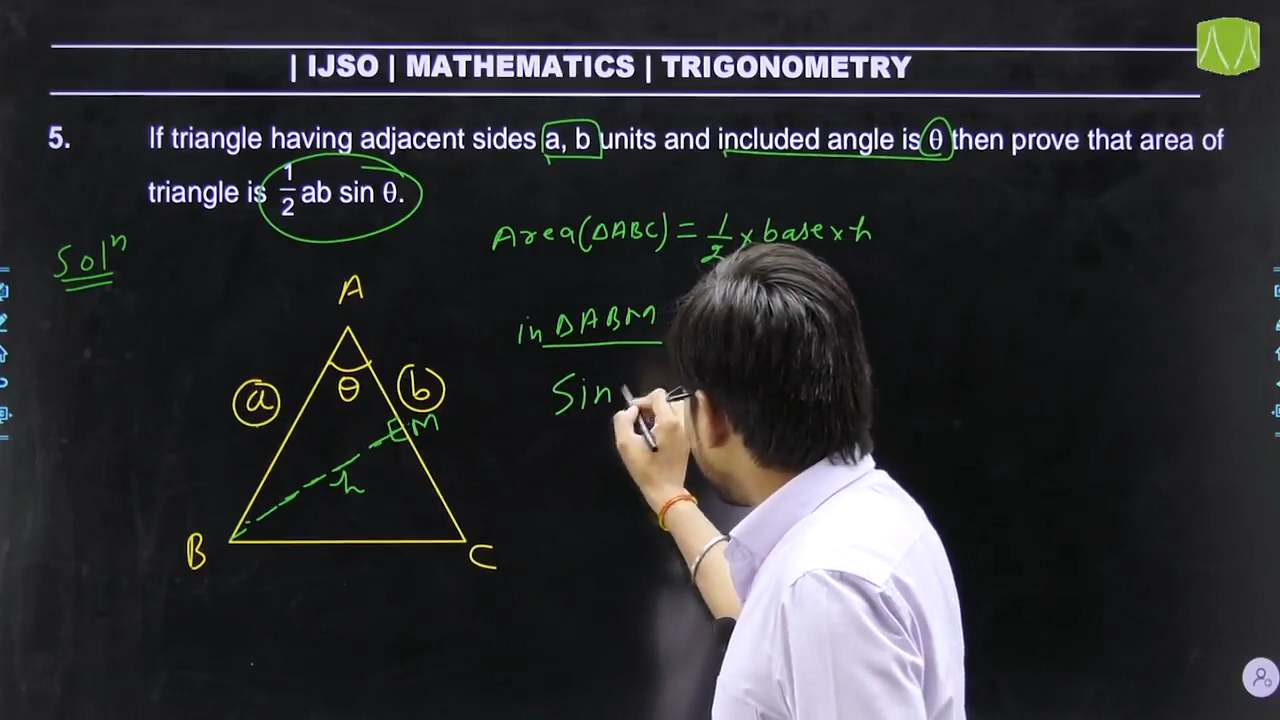 | IJSO | MATHEMATICS | TRIGONOMETRY
5. If triangle having adjacent sides a, b units and included angle is θ then prove that area of
triangle is 1/2 ab sin θ.
Solⁿ
Area(ΔABC) = 1/2 × base × h
in ΔABM
Sin
A
θ
a
b
M
h
B
C